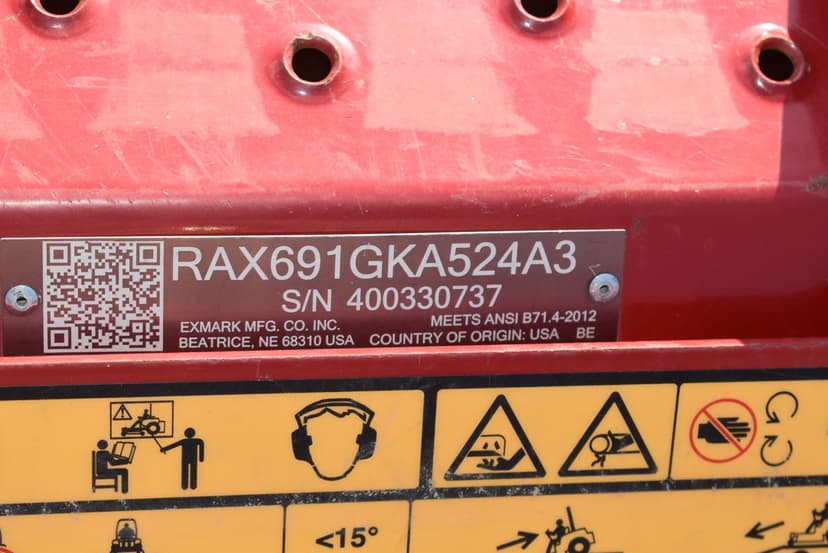 RAX691GKA524A3
S/N 400330737
EXMARK MFG. CO. INC. MEETS ANSI B71.4-2012
BEATRICE, NE 68310 USA COUNTRY OF ORIGIN: USA BE
<15°